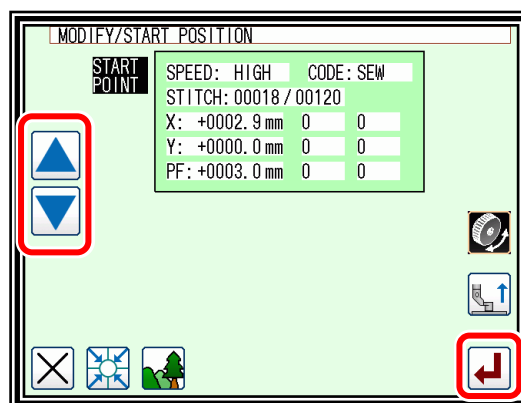 MODIFY/START POSITION
START
POINT
SPEED: HIGH CODE: SEW
STITCH: 00018 / 00120
X: +0002.9 mm 0 0
Y: +0000.0 mm 0 0
PF: +0003.0 mm 0 0